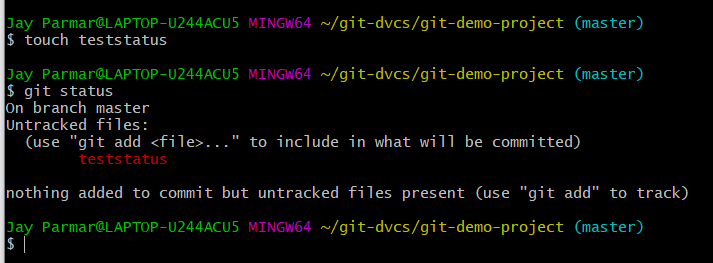 Jay Parmar@LAPTOP-U244ACU5 MINGW64 ~/git-dvcs/git-demo-project (master)
$ touch teststatus
Jay Parmar@LAPTOP-U244ACU5 MINGW64 ~/git-dvcs/git-demo-project (master)
$ git status
On branch master
Untracked files:
  (use "git add <file>..." to include in what will be committed)
        teststatus
nothing added to commit but untracked files present (use "git add" to track)
Jay Parmar@LAPTOP-U244ACU5 MINGW64 ~/git-dvcs/git-demo-project (master)
$